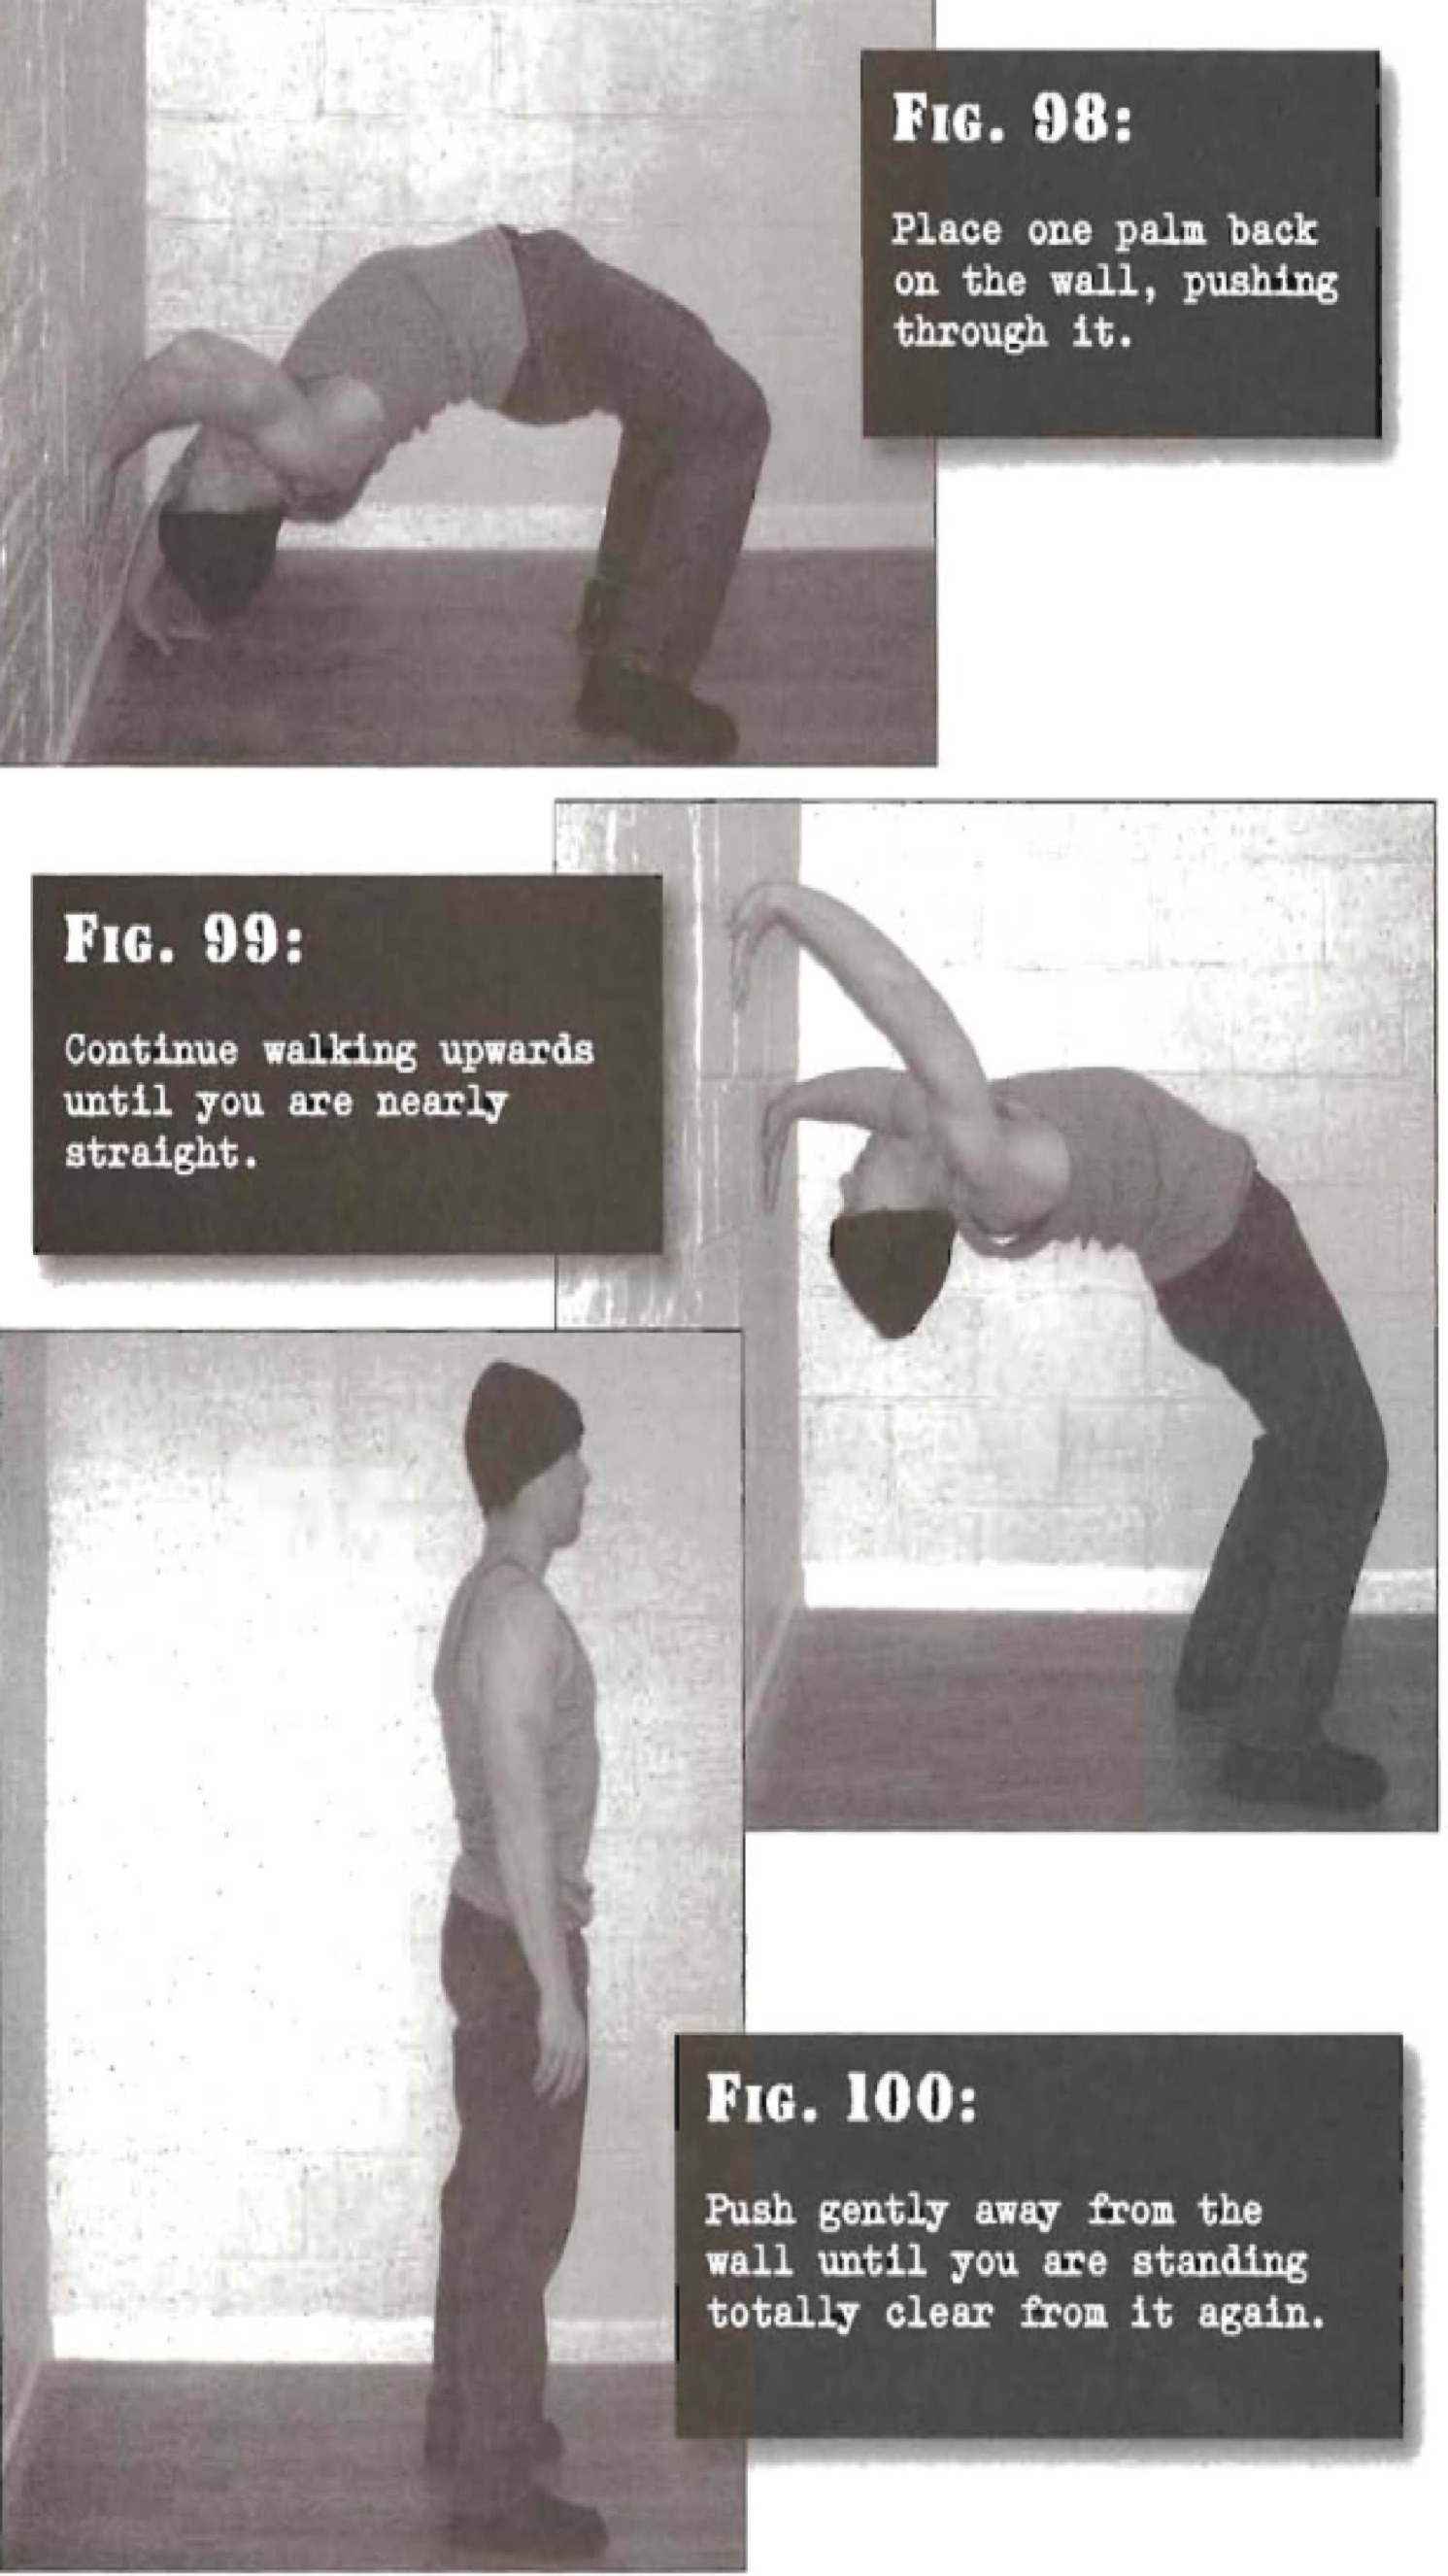 FIG. 98:
Place one palm back
on the wall, pushing
through it.
FIG. 99:
Continue walking upwards
until you are nearly
straight.
FIG. 100:
Push gently away from the
wall until you are standing
totally clear from it again.